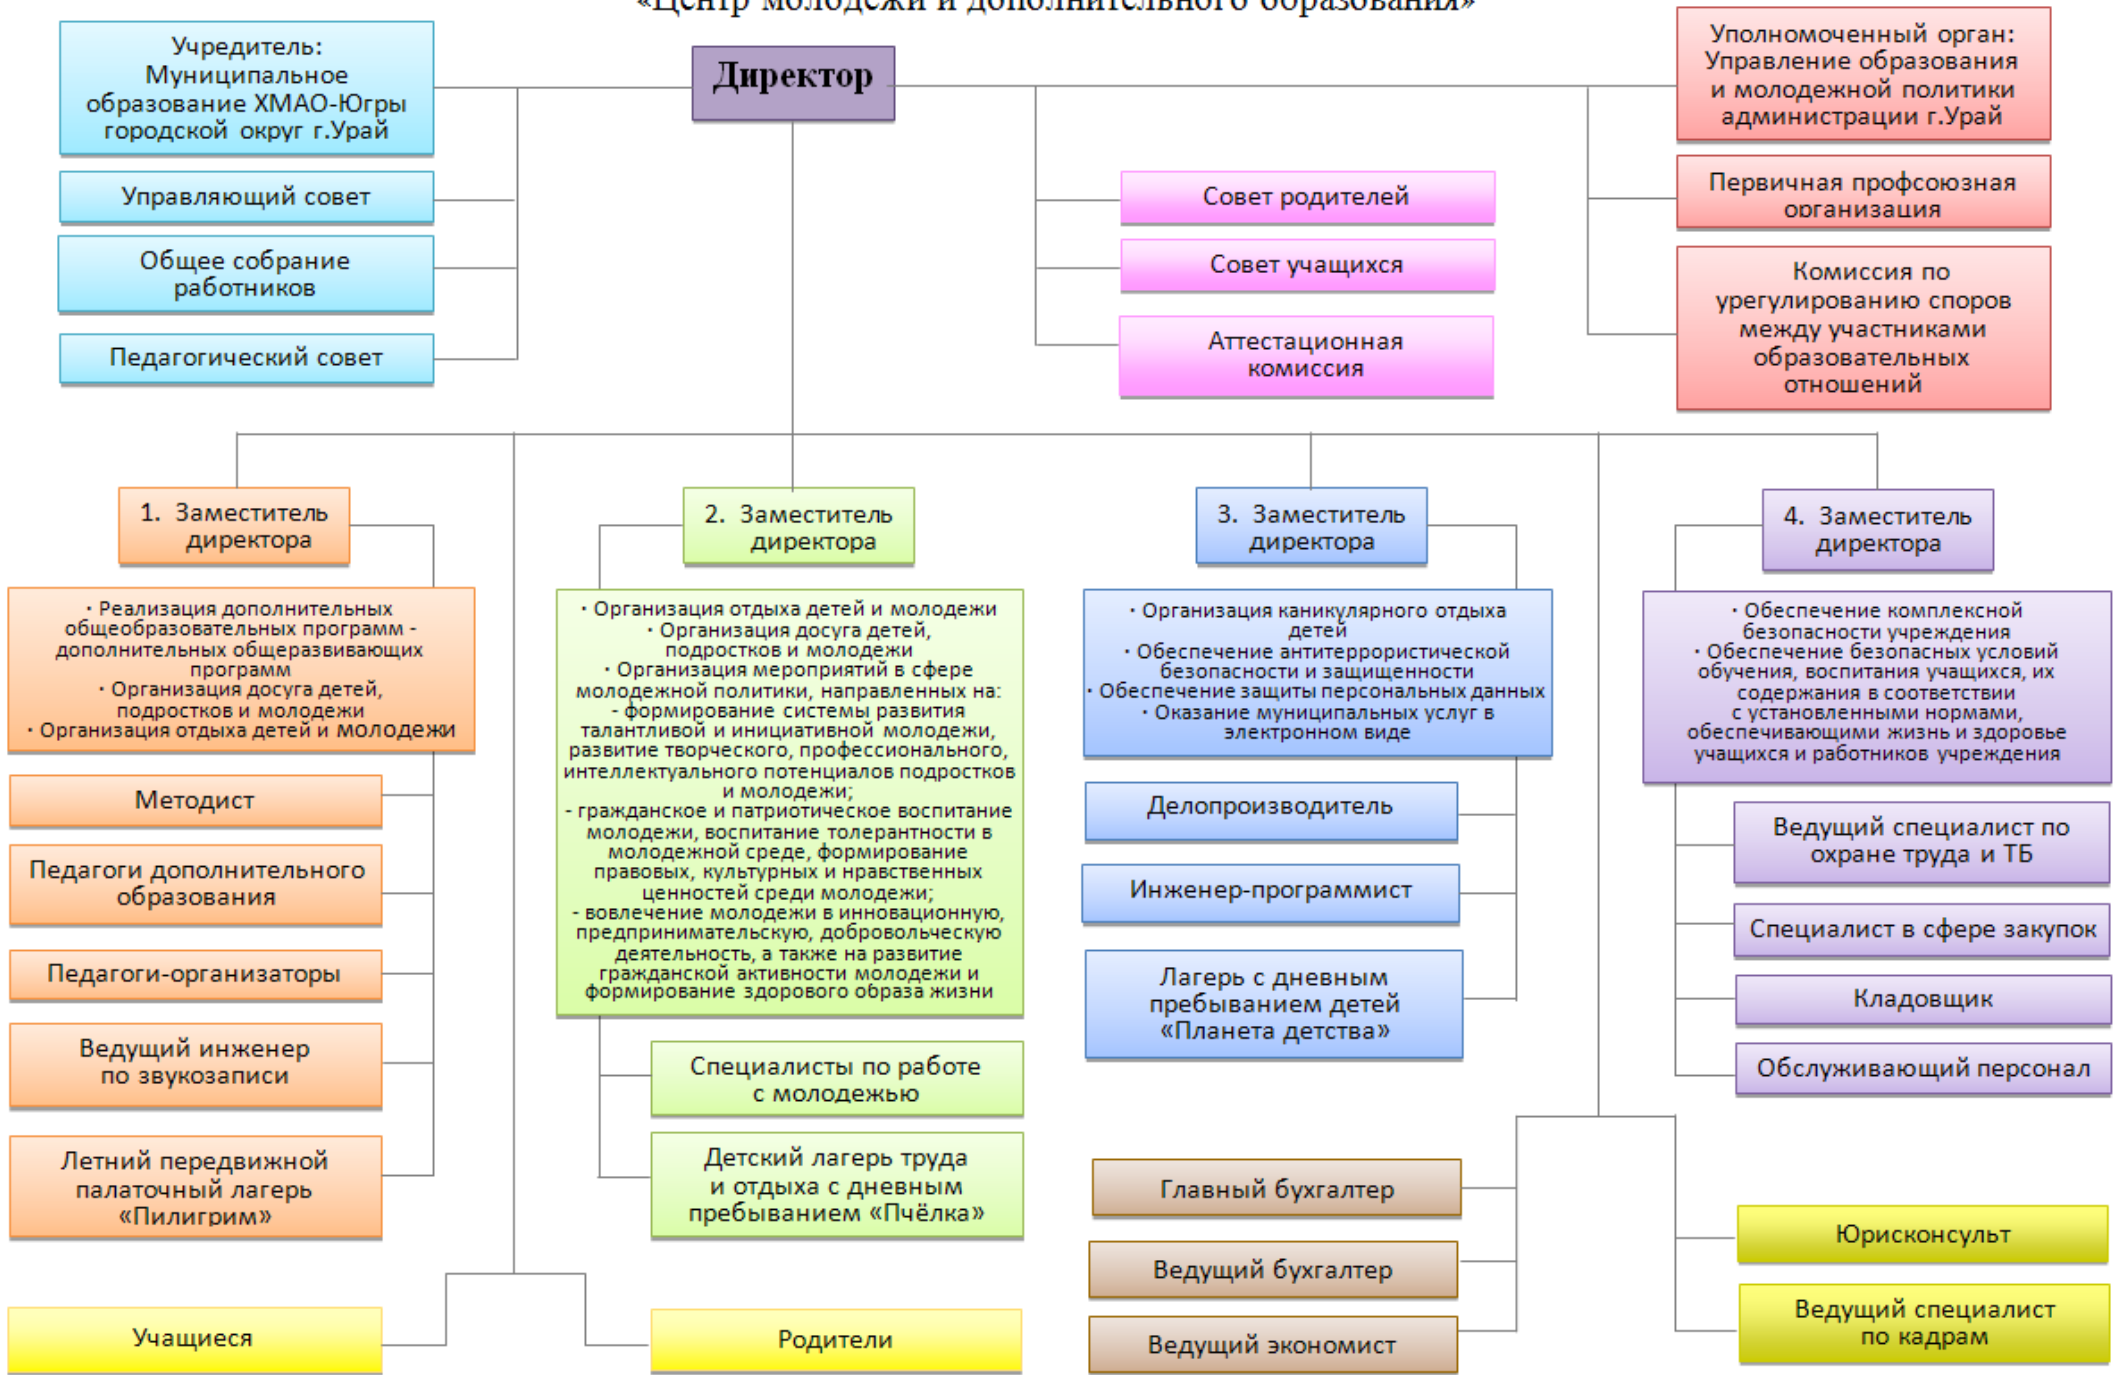 «Центр молодежи и дополнительного образования»
Учредитель:
Муниципальное
образование ХМАО-Югры
городской округ г.Урай
Директор
Уполномоченный орган:
Управление образования
и молодежной политики
администрации г.Урай
Управляющий совет
Общее собрание
работников
Педагогический совет
Совет родителей
Совет учащихся
Аттестационная
комиссия
Первичная профсоюзная
организация
Комиссия по
урегулированию споров
между участниками
образовательных
отношений
1. Заместитель
директора
· Реализация дополнительных
общеобразовательных программ -
дополнительных общеразвивающих
программ
· Организация досуга детей,
подростков и молодежи
· Организация отдыха детей и молодежи
Методист
Педагоги дополнительного
образования
Педагоги-организаторы
Ведущий инженер
по звукозаписи
Летний передвижной
палаточный лагерь
«Пилигрим»
2. Заместитель
директора
· Организация отдыха детей и молодежи
· Организация досуга детей,
подростков и молодежи
· Организация мероприятий в сфере
молодежной политики, направленных на:
- формирование системы развития
талантливой и инициативной молодежи,
развитие творческого, профессионального,
интеллектуального потенциалов подростков
и молодежи;
- гражданское и патриотическое воспитание
молодежи, воспитание толерантности в
молодежной среде, формирование
правовых, культурных и нравственных
ценностей среди молодежи;
- вовлечение молодежи в инновационную,
предпринимательскую, добровольческую
деятельность, а также на развитие
гражданской активности молодежи и
формирование здорового образа жизни
Специалисты по работе
с молодежью
Детский лагерь труда
и отдыха с дневным
пребыванием «Пчёлка»
3. Заместитель
директора
· Организация каникулярного отдыха
детей
· Обеспечение антитеррористической
безопасности и защищенности
· Обеспечение защиты персональных данных
· Оказание муниципальных услуг в
электронном виде
Делопроизводитель
Инженер-программист
Лагерь с дневным
пребыванием детей
«Планета детства»
4. Заместитель
директора
· Обеспечение комплексной
безопасности учреждения
· Обеспечение безопасных условий
обучения, воспитания учащихся, их
содержания в соответствии
с установленными нормами,
обеспечивающими жизнь и здоровье
учащихся и работников учреждения
Ведущий специалист по
охране труда и ТБ
Специалист в сфере закупок
Кладовщик
Обслуживающий персонал
Главный бухгалтер
Ведущий бухгалтер
Ведущий экономист
Юрисконсульт
Ведущий специалист
по кадрам
Учащиеся
Родители